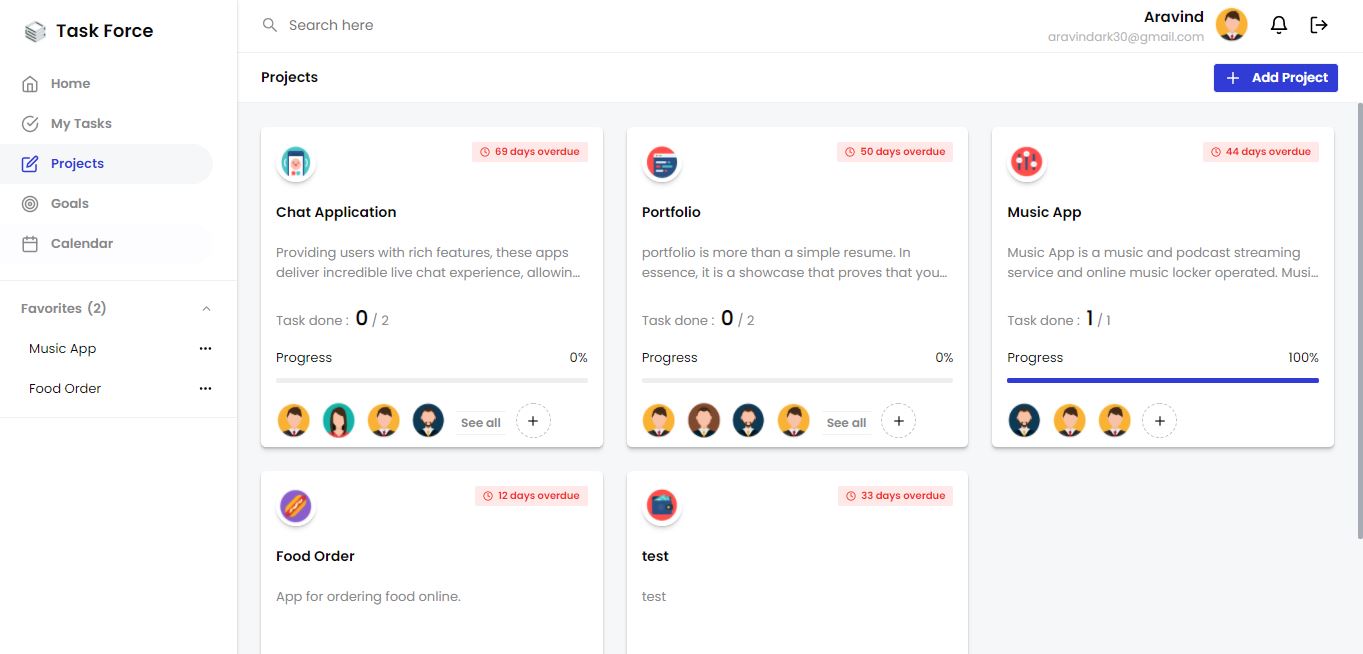 Task Force
Search here
Aravind
aravindark30@gmail.com
Home
My Tasks
Projects
Goals
Calendar
Favorites (2)
Music App
Food Order
Projects
Add Project
69 days overdue
Chat Application
Providing users with rich features, these apps
deliver incredible live chat experience, allowin...
Task done : 0 / 2
Progress 0%
See all
50 days overdue
Portfolio
portfolio is more than a simple resume. In
essence, it is a showcase that proves that you...
Task done : 0 / 2
Progress 0%
See all
44 days overdue
Music App
Music App is a music and podcast streaming
service and online music locker operated. Musi...
Task done : 1 / 1
Progress 100%
12 days overdue
Food Order
App for ordering food online.
33 days overdue
test
test